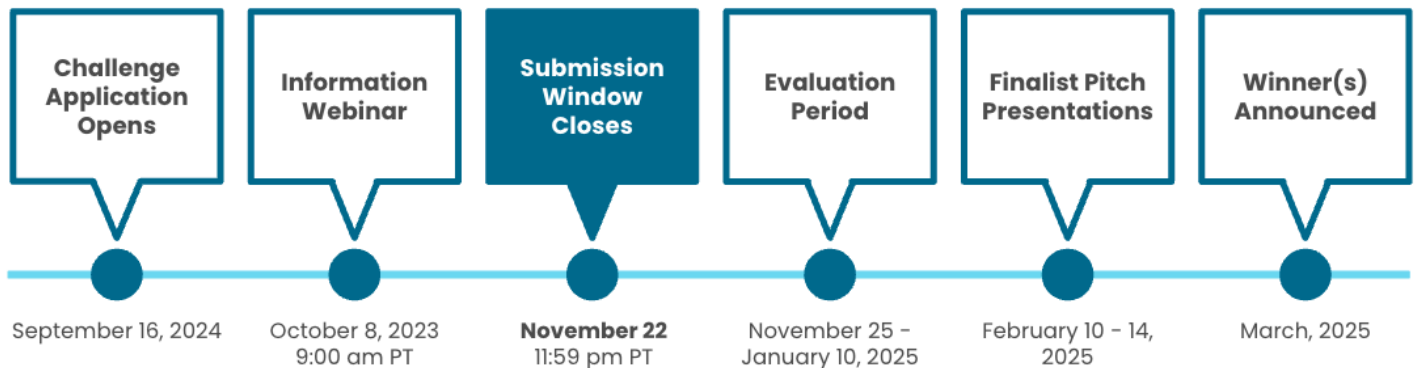 Challenge
Application
Opens
Information
Webinar
Submission
Window
Closes
Evaluation
Period
Finalist Pitch
Presentations
Winner(s)
Announced
September 16, 2024
October 8, 2023
9:00 am PT
November 22
11:59 pm PT
November 25 -
January 10, 2025
February 10 - 14,
2025
March, 2025